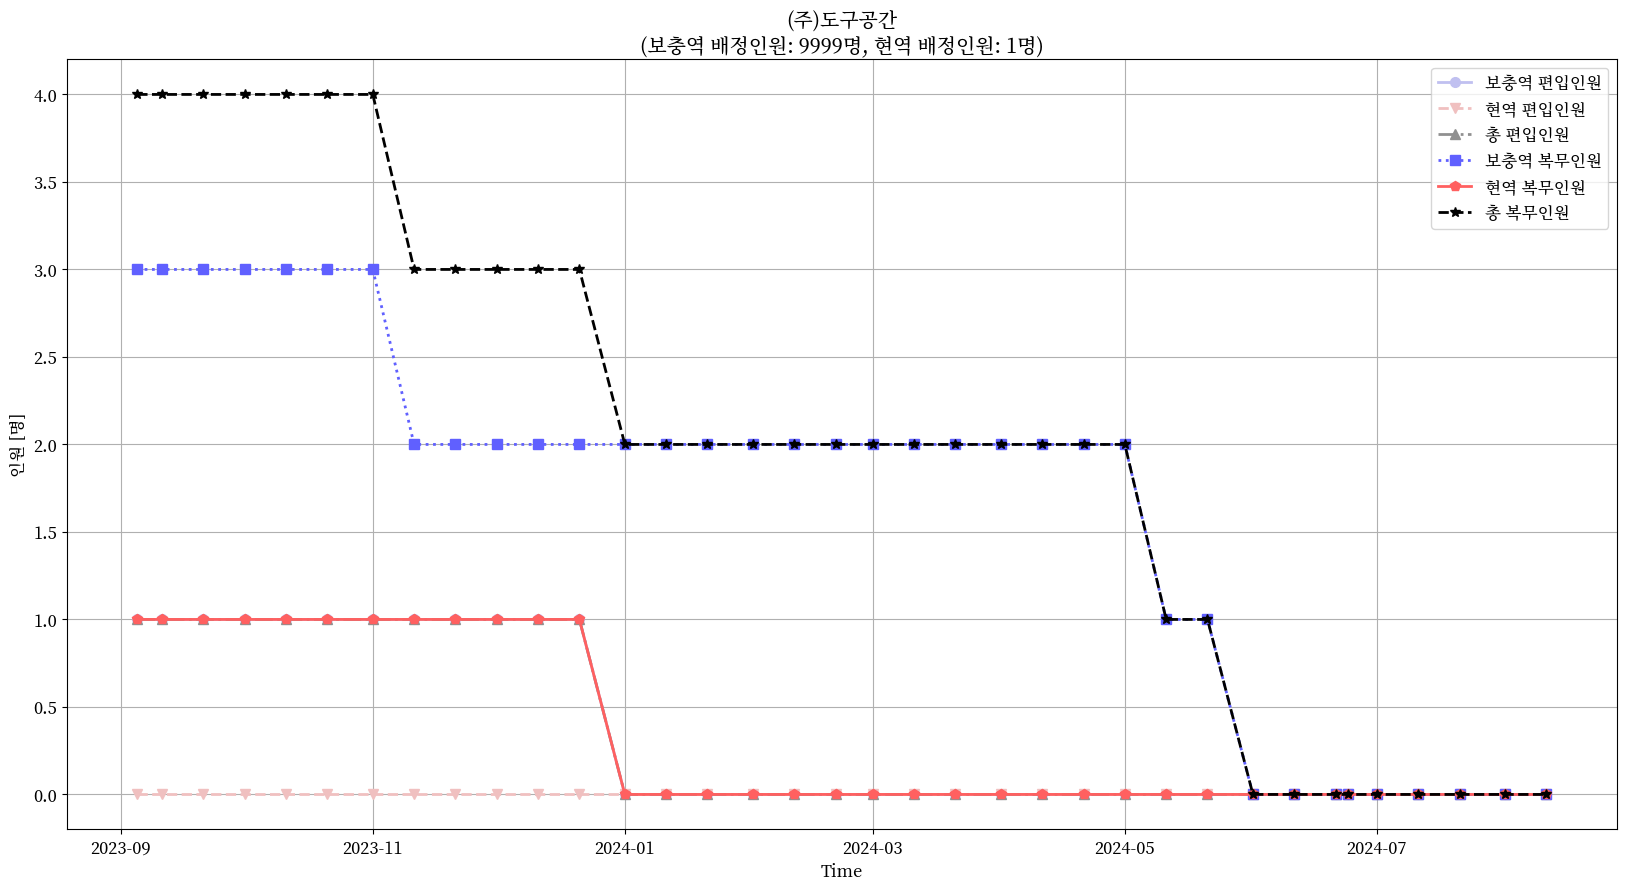 (주)도구공간
(보충역 배정인원: 9999명, 현역 배정인원: 1명)
보충역 편입인원
현역 편입인원
총 편입인원
보충역 복무인원
현역 복무인원
총 복무인원
인원 [명]
4.0
3.5
3.0
2.5
2.0
1.5
1.0
0.5
0.0
2023-09 2023-11 2024-01 2024-03 2024-05 2024-07
Time